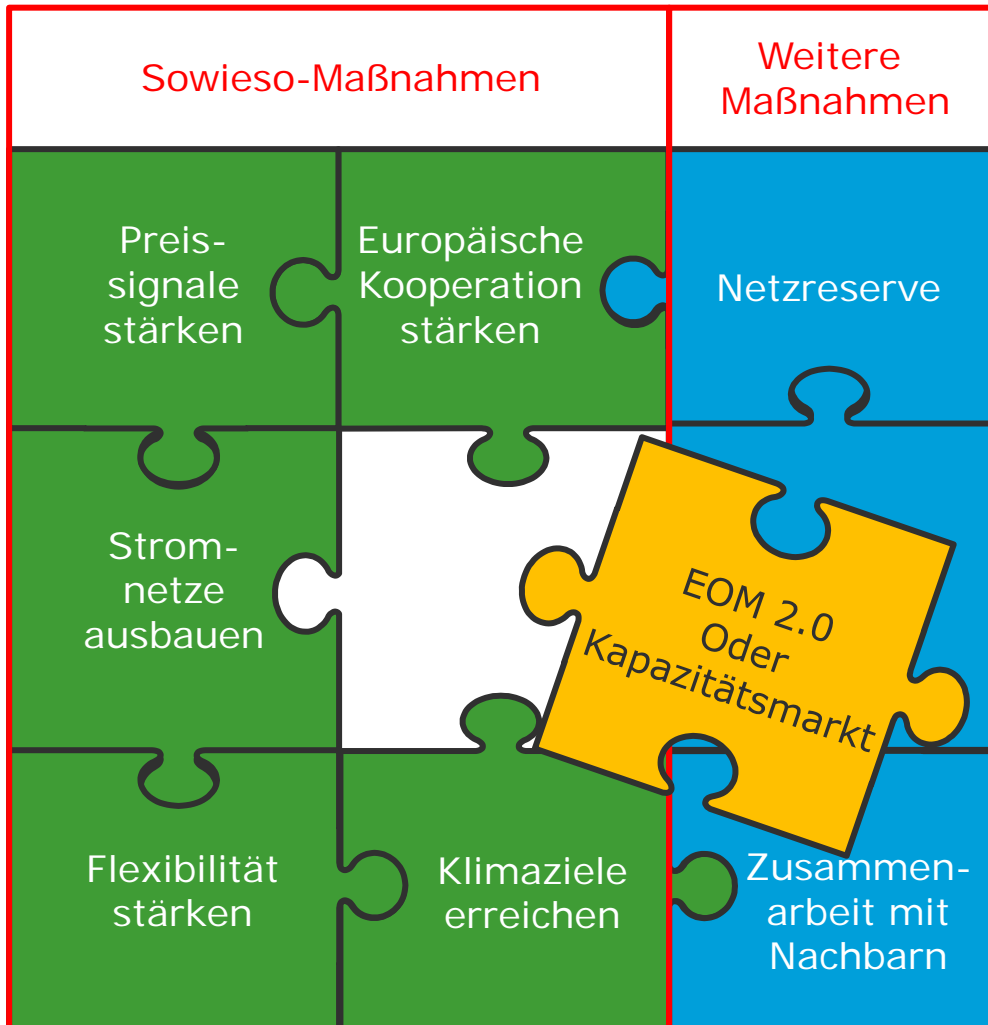 Sowieso-Maßnahmen
Weitere
Maßnahmen
Preis-
signale
stärken
Europäische
Kooperation
stärken
Netzreserve
Strom-
netze
ausbauen
EOM 2.0
Oder
Kapazitätsmarkt
Flexibilität
stärken
Klimaziele
erreichen
Zusammen-
arbeit mit
Nachbarn